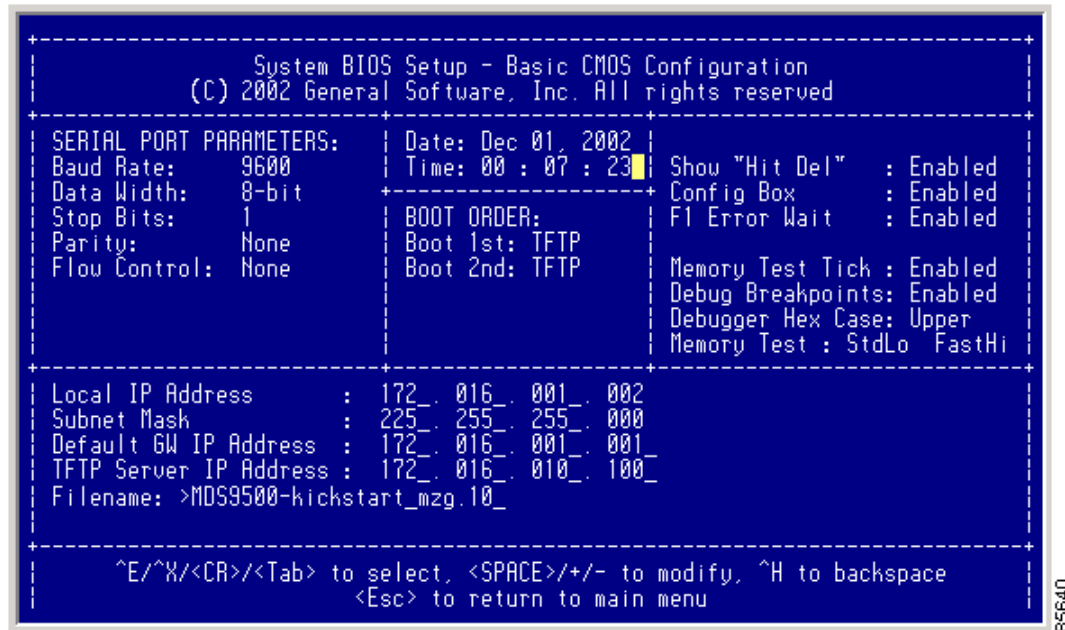 System BIOS Setup - Basic CMOS Configuration
(C) 2002 General Software, Inc. All rights reserved
SERIAL PORT PARAMETERS:
Baud Rate: 9600
Data Width: 8-bit
Stop Bits: 1
Parity: None
Flow Control: None
Date: Dec 01, 2002
Time: 00 : 07 : 23
BOOT ORDER:
Boot 1st: TFTP
Boot 2nd: TFTP
Show "Hit Del" : Enabled
Config Box : Enabled
F1 Error Wait : Enabled
Memory Test Tick : Enabled
Debug Breakpoints: Enabled
Debugger Hex Case: Upper
Memory Test : StdLo FastHi
Local IP Address : 172_. 016_. 001_. 002
Subnet Mask : 225_. 255_. 255_. 000
Default GW IP Address : 172_. 016_. 001_. 001_
TFTP Server IP Address : 172_. 016_. 010_. 100_
Filename: >MDS9500-kickstart_mzg.10_
^E/^X/<CR>/<Tab> to select, <SPACE>/+/- to modify, ^H to backspace
<Esc> to return to main menu
85640